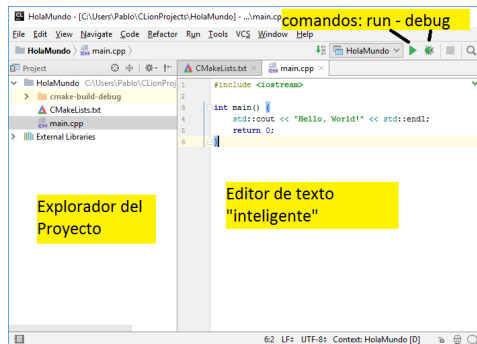 HolaMundo - [C:\Users\Pablo\CLionProjects\HolaMundo] - ...\main.cp
comandos: run - debug
File Edit View Navigate Code Refactor Run Tools VCS Window Help
HolaMundo main.cpp
HolaMundo
Project
CMakeLists.txt main.cpp
HolaMundo C:\Users\Pablo\CLionProj
cmake-build-debug
CMakeLists.txt
main.cpp
External Libraries
1 #include <iostream>
2
3 int main() {
4 std::cout << "Hello, World!" << std::endl;
5 return 0;
6 }
Explorador del
Proyecto
Editor de texto
"inteligente"
6:2 LF÷ UTF-8÷ Context: HolaMundo [D]